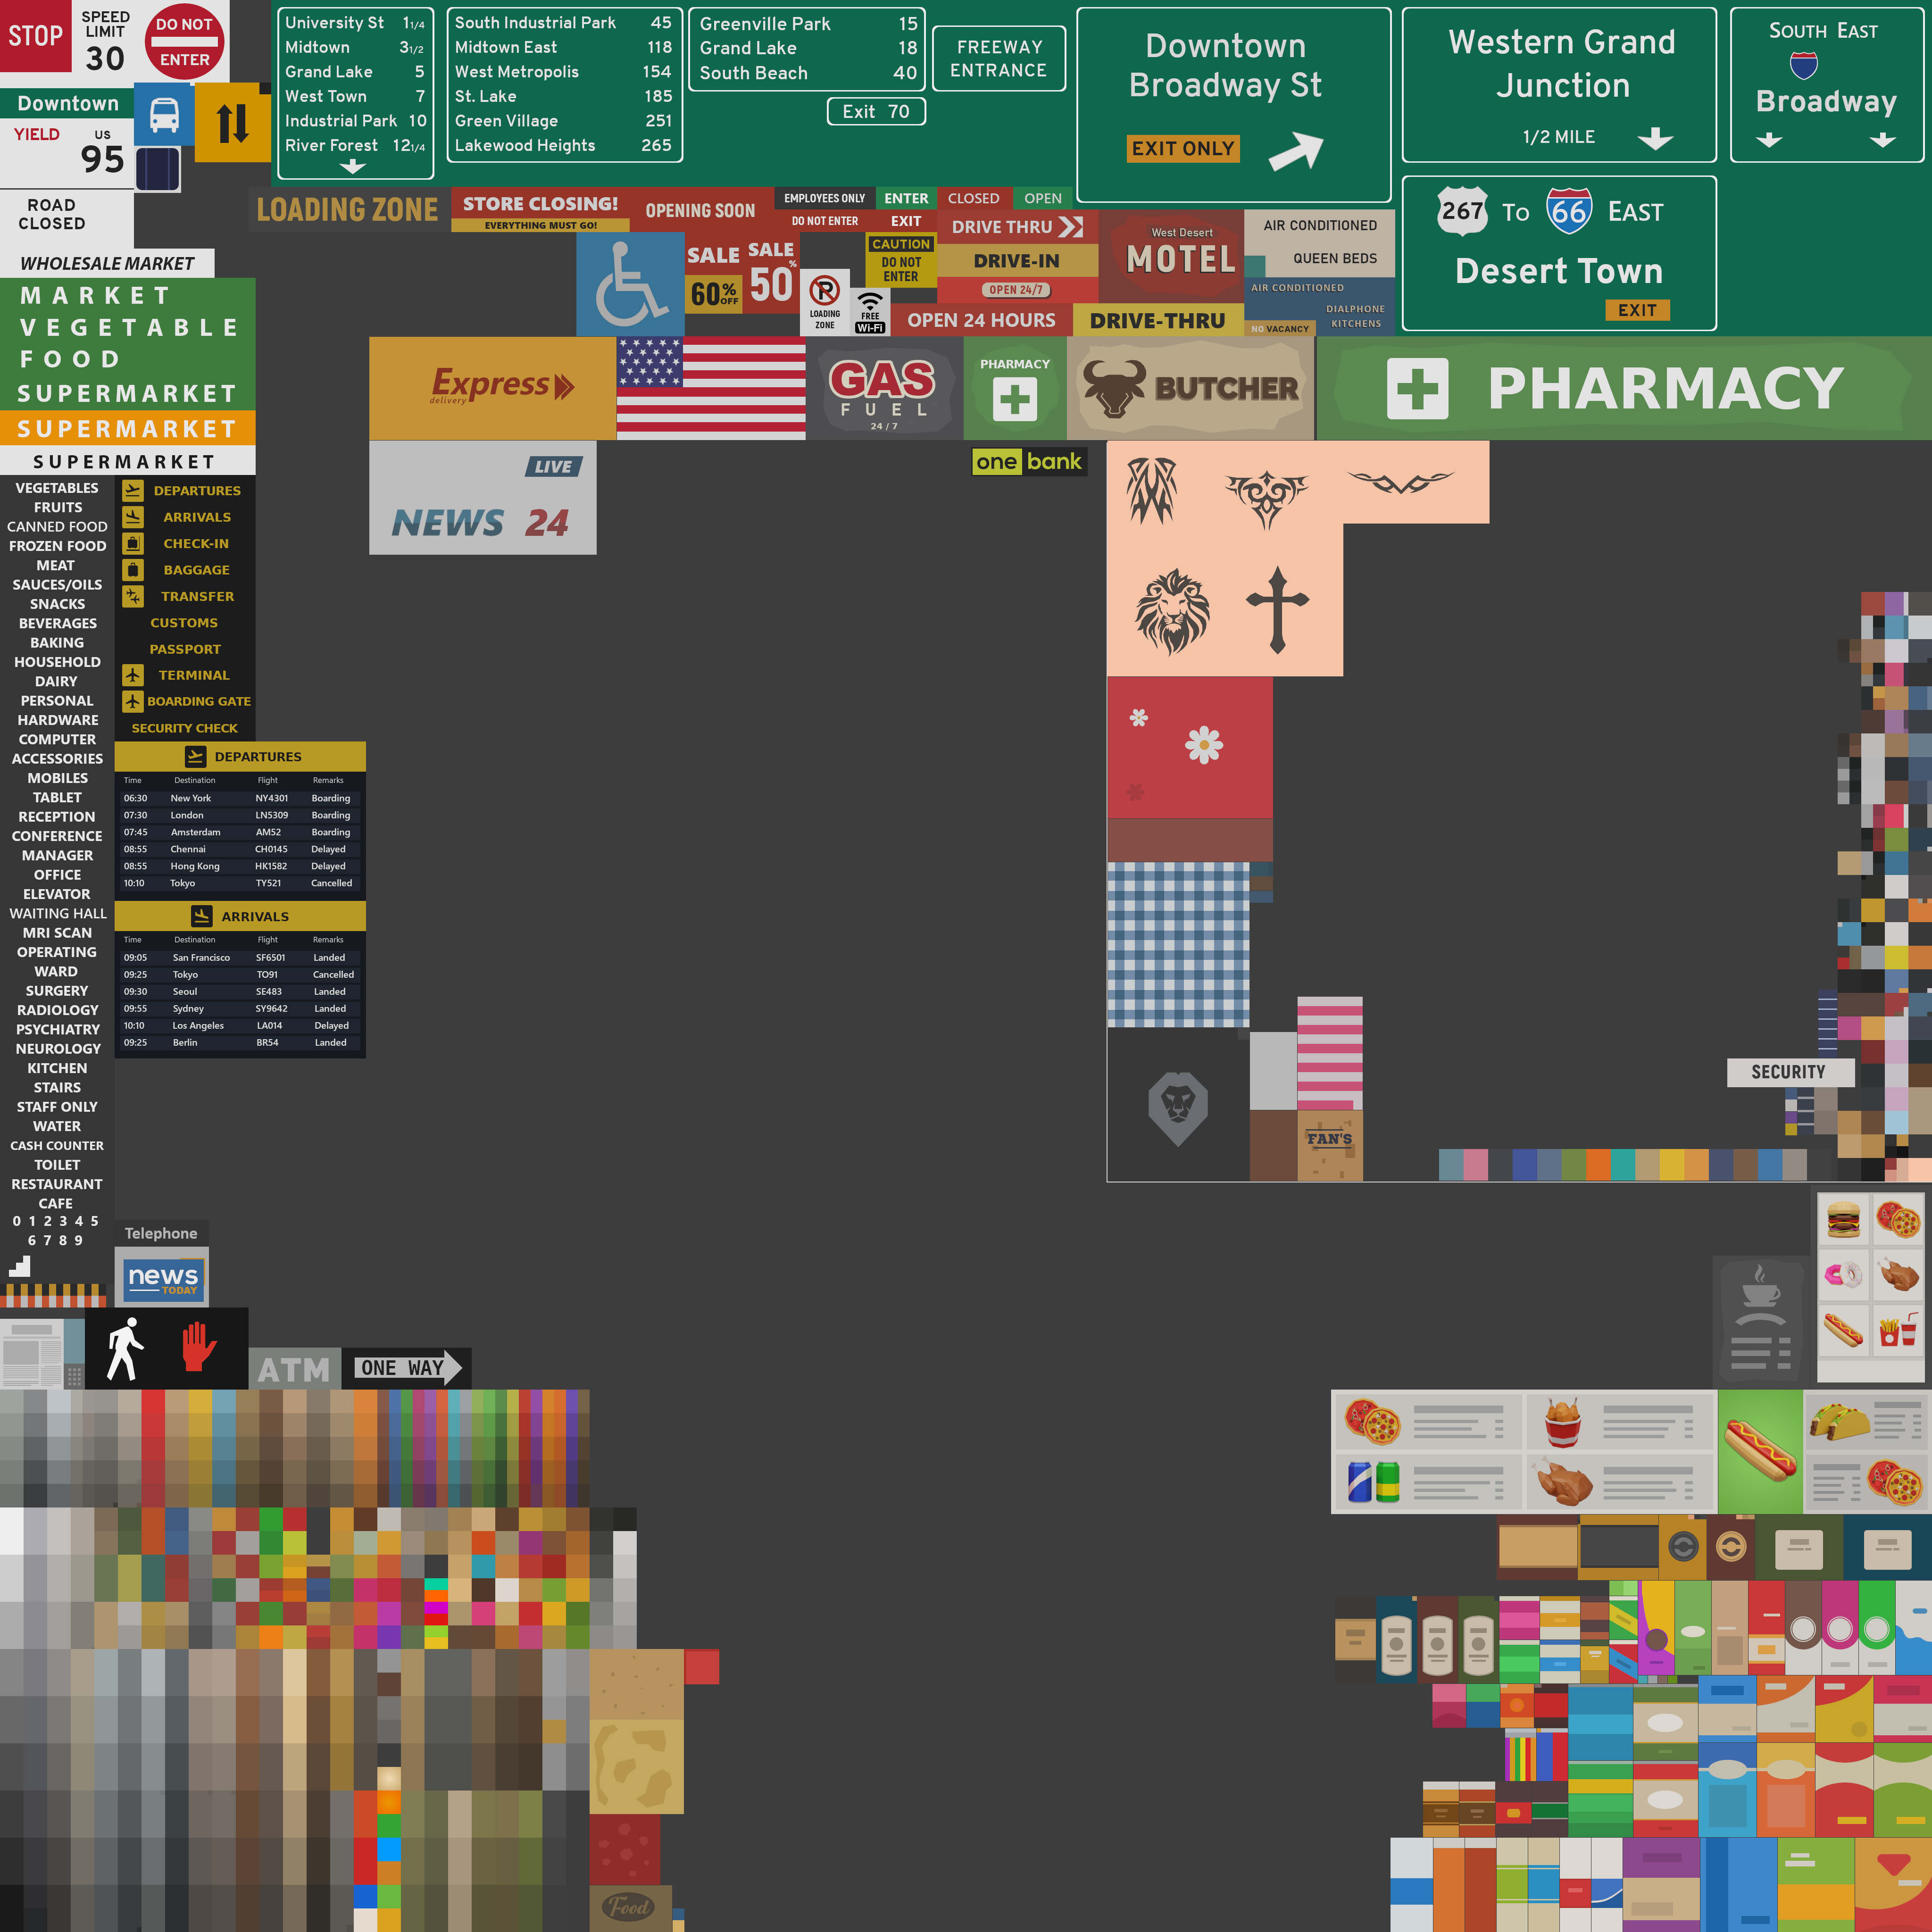 STOP
SPEED
LIMIT
30
DO NOT
ENTER
Downtown
YIELD
US
95
ROAD
CLOSED
WHOLESALE MARKET
MARKET
VEGETABLE
FOOD
SUPERMARKET
SUPERMARKET
SUPERMARKET
University St 1 1/4
Midtown 3 1/2
Grand Lake 5
West Town 7
Industrial Park 10
River Forest 12 1/4
South Industrial Park 45
Midtown East 118
West Metropolis 154
St. Lake 185
Green Village 251
Lakewood Heights 265
Greenville Park 15
Grand Lake 18
South Beach 40
Exit 70
FREEWAY
ENTRANCE
Downtown
Broadway St
EXIT ONLY
Western Grand
Junction
1/2 MILE
SOUTH EAST
Broadway
267 TO 66 EAST
Desert Town
EXIT
LOADING ZONE
STORE CLOSING!
EVERYTHING MUST GO!
OPENING SOON
EMPLOYEES ONLY
DO NOT ENTER
ENTER
EXIT
CLOSED
OPEN
SALE
60% OFF
SALE
50%
LOADING
ZONE
FREE
Wi-Fi
CAUTION
DO NOT
ENTER
DRIVE THRU
DRIVE-IN
OPEN 24/7
West Desert
MOTEL
AIR CONDITIONED
QUEEN BEDS
AIR CONDITIONED
DIALPHONE
KITCHENS
NO VACANCY
OPEN 24 HOURS
DRIVE-THRU
Express
delivery
GAS
FUEL
24 / 7
PHARMACY
BUTCHER
PHARMACY
LIVE
NEWS 24
one bank
VEGETABLES
FRUITS
CANNED FOOD
FROZEN FOOD
MEAT
SAUCES/OILS
SNACKS
BEVERAGES
BAKING
HOUSEHOLD
DAIRY
PERSONAL
HARDWARE
COMPUTER
ACCESSORIES
MOBILES
TABLET
RECEPTION
CONFERENCE
MANAGER
OFFICE
ELEVATOR
WAITING HALL
MRI SCAN
OPERATING
WARD
SURGERY
RADIOLOGY
PSYCHIATRY
NEUROLOGY
KITCHEN
STAIRS
STAFF ONLY
WATER
CASH COUNTER
TOILET
RESTAURANT
CAFE
0 1 2 3 4 5
6 7 8 9
DEPARTURES
ARRIVALS
CHECK-IN
BAGGAGE
TRANSFER
CUSTOMS
PASSPORT
TERMINAL
BOARDING GATE
SECURITY CHECK
DEPARTURES
Time Destination Flight Remarks
06:30 New York NY4301 Boarding
07:30 London LN5309 Boarding
07:45 Amsterdam AM52 Boarding
08:55 Chennai CH0145 Delayed
08:55 Hong Kong HK1582 Delayed
10:10 Tokyo TY521 Cancelled
ARRIVALS
Time Destination Flight Remarks
09:05 San Francisco SF6501 Landed
09:25 Tokyo TO91 Cancelled
09:30 Seoul SE483 Landed
09:55 Sydney SY9642 Landed
10:10 Los Angeles LA014 Delayed
09:25 Berlin BR54 Landed
FAN'S
SECURITY
Telephone
news
TODAY
ATM
ONE WAY
Food